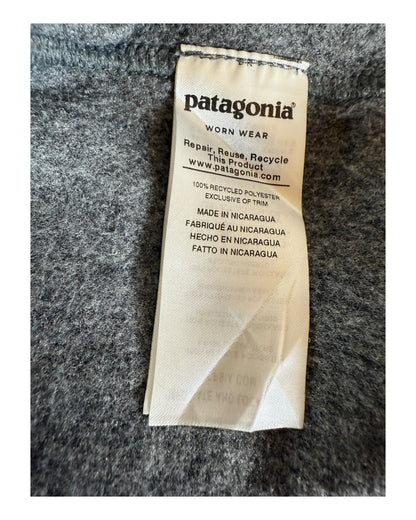 patagonia®
WORN WEAR
Repair, Reuse, Recycle
This Product
www.patagonia.com
100% RECYCLED POLYESTER
EXCLUSIVE OF TRIM
MADE IN NICARAGUA
FABRIQUÉ AU NICARAGUA
HECHO EN NICARAGUA
FATTO IN NICARAGUA